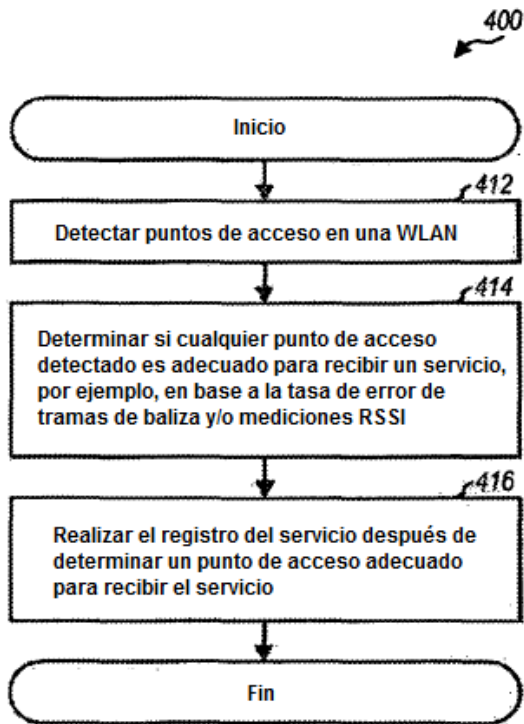 400
Inicio
412
Detectar puntos de acceso en una WLAN
414
Determinar si cualquier punto de acceso
detectado es adecuado para recibir un servicio,
por ejemplo, en base a la tasa de error de
tramas de baliza y/o mediciones RSSI
416
Realizar el registro del servicio después de
determinar un punto de acceso adecuado
para recibir el servicio
Fin